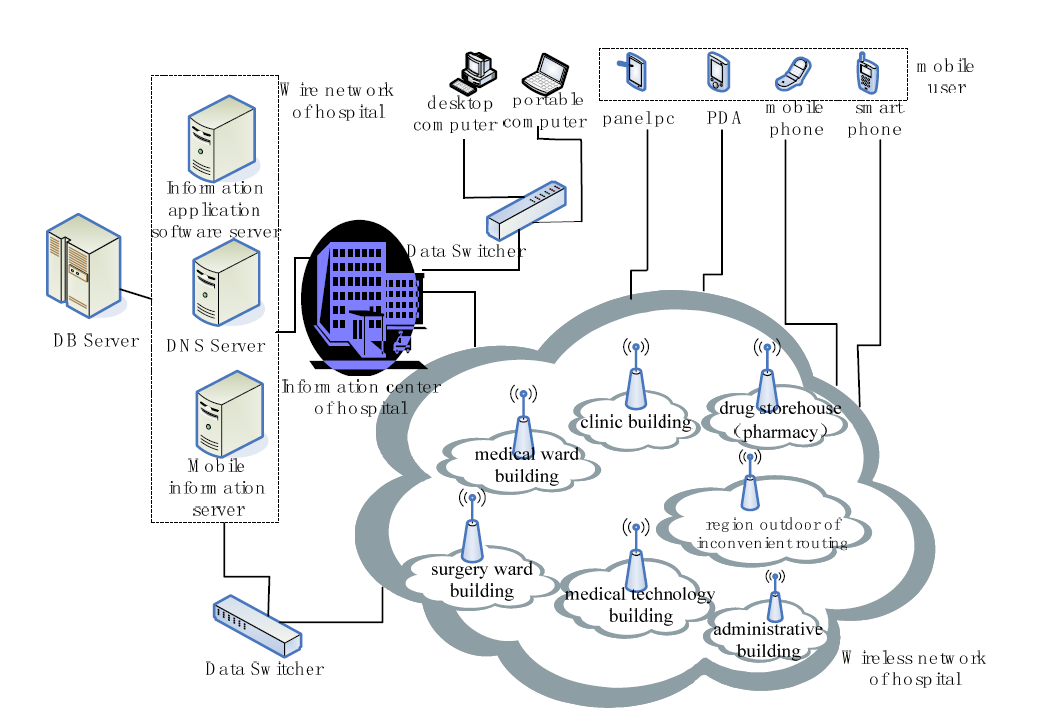 Wire network
of hospital
desktop
computer
portable
computer
panel pc
PDA
mobile
phone
smart
phone
mobile
user
Information
application
software server
Data Switcher
DB Server
DNS Server
Information center
of hospital
clinic building
drug storehouse
（pharmacy）
medical ward
building
Mobile
information
server
region outdoor of
inconvenient routing
surgery ward
building
medical technology
building
administrative
building
Data Switcher
Wireless network
of hospital